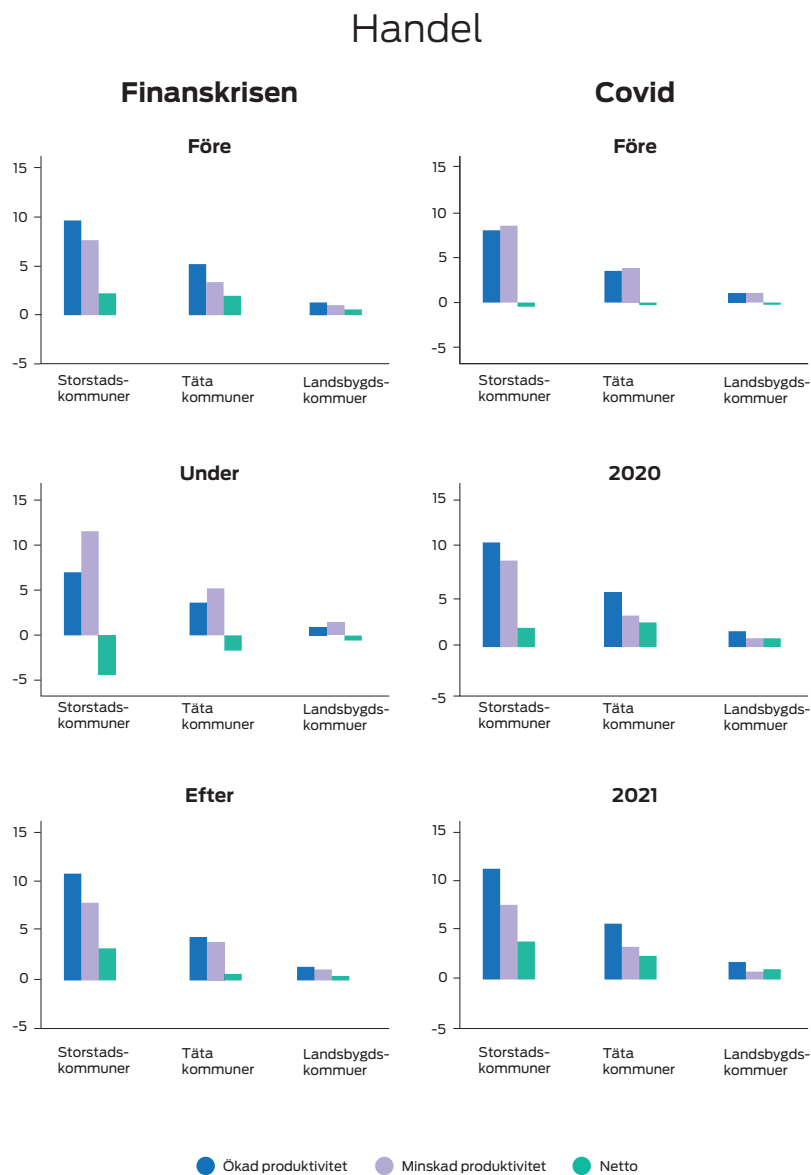 Handel
Finanskrisen
Före
15
10
5
0
-5
Storstads-
kommuner
Täta
kommuner
Landsbygds-
kommuer
Under
15
10
5
0
-5
Storstads-
kommuner
Täta
kommuner
Landsbygds-
kommuer
Efter
15
10
5
0
-5
Storstads-
kommuner
Täta
kommuner
Landsbygds-
kommuer
Covid
Före
15
10
5
0
-5
Storstads-
kommuner
Täta
kommuner
Landsbygds-
kommuer
2020
15
10
5
0
-5
Storstads-
kommuner
Täta
kommuner
Landsbygds-
kommuer
2021
15
10
5
0
-5
Storstads-
kommuner
Täta
kommuner
Landsbygds-
kommuer
Ökad produktivitet
Minskad produktivitet
Netto